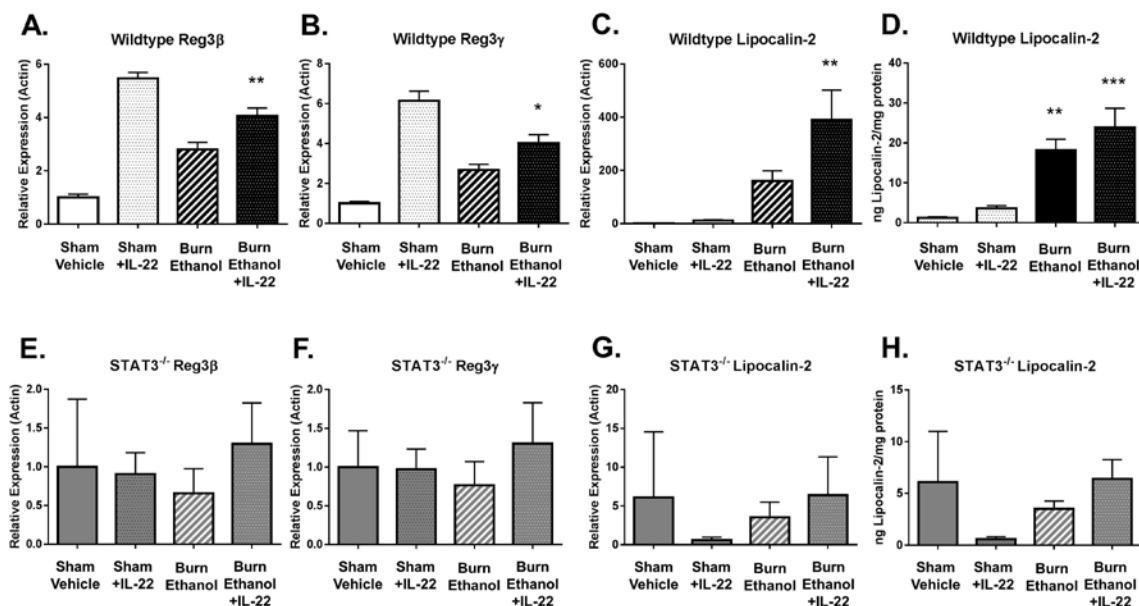 A.
Wildtype Reg3β
Relative Expression (Actin)
6
4
2
0
**
Sham Vehicle
Sham +IL-22
Burn Ethanol
Burn Ethanol +IL-22
B.
Wildtype Reg3γ
Relative Expression (Actin)
8
6
4
2
0
*
Sham Vehicle
Sham +IL-22
Burn Ethanol
Burn Ethanol +IL-22
C.
Wildtype Lipocalin-2
Relative Expression (Actin)
600
400
200
0
**
Sham Vehicle
Sham +IL-22
Burn Ethanol
Burn Ethanol +IL-22
D.
Wildtype Lipocalin-2
ng Lipocalin-2/mg protein
40
30
20
10
0
**
***
Sham Vehicle
Sham +IL-22
Burn Ethanol
Burn Ethanol +IL-22
E.
STAT3-/- Reg3β
Relative Expression (Actin)
2.0
1.5
1.0
0.5
0.0
Sham Vehicle
Sham +IL-22
Burn Ethanol
Burn Ethanol +IL-22
F.
STAT3-/- Reg3γ
Relative Expression (Actin)
2.0
1.5
1.0
0.5
0.0
Sham Vehicle
Sham +IL-22
Burn Ethanol
Burn Ethanol +IL-22
G.
STAT3-/- Lipocalin-2
Relative Expression (Actin)
20
15
10
5
0
Sham Vehicle
Sham +IL-22
Burn Ethanol
Burn Ethanol +IL-22
H.
STAT3-/- Lipocalin-2
ng Lipocalin-2/mg protein
15
10
5
0
Sham Vehicle
Sham +IL-22
Burn Ethanol
Burn Ethanol +IL-22